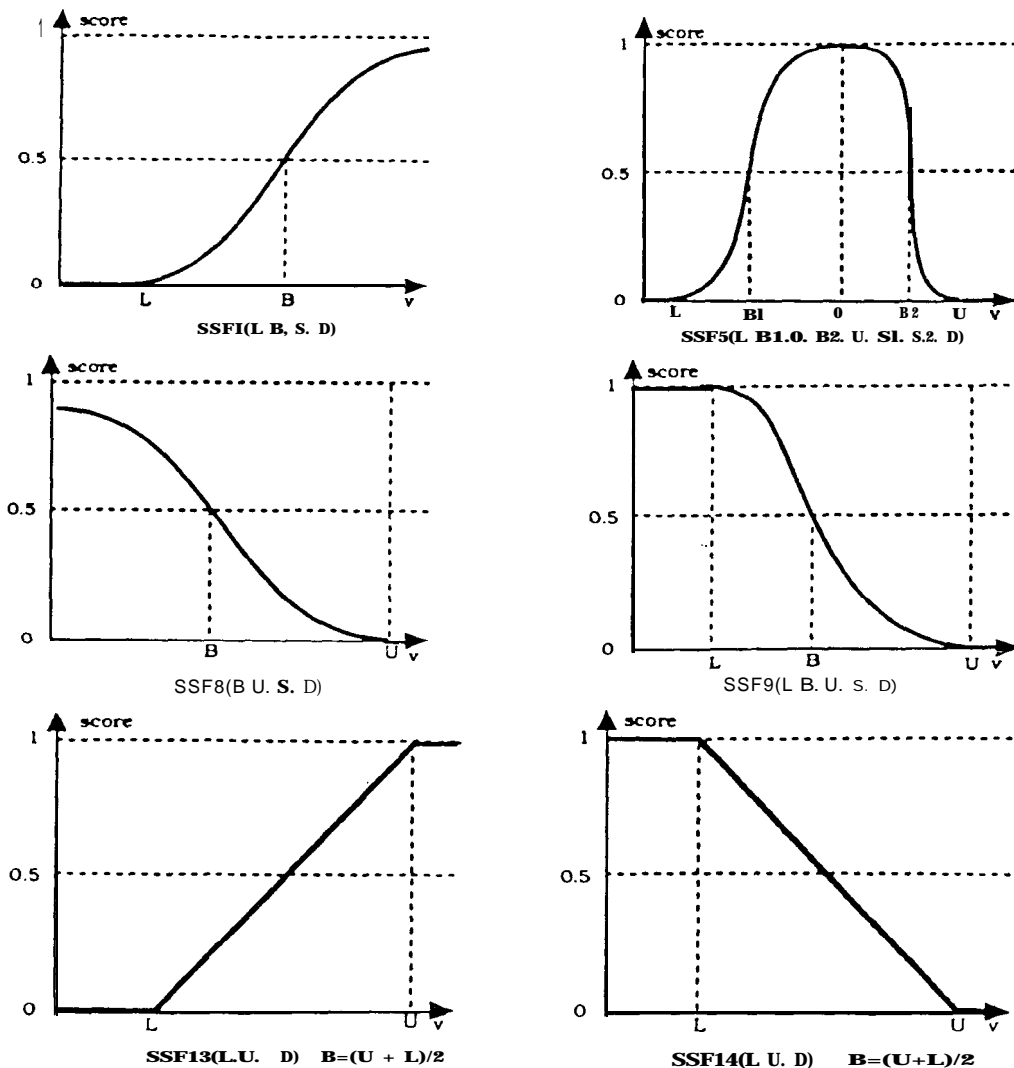 score
1
0.5
0
L
B
v
SSFI(L B, S. D)
score
1
0.5
0
L
B1
0
B2
U
v
SSF5(L B1.0. B2. U. Sl. S.2. D)
score
1
0.5
0
B
U
v
SSF8(B U. S. D)
score
1
0.5
0
L
B
U
v
SSF9(L B. U. S. D)
score
1
0.5
0
L
U
v
SSF13(L.U. D) B=(U + L)/2
score
1
0.5
0
L
U
v
SSF14(L U. D) B=(U+L)/2